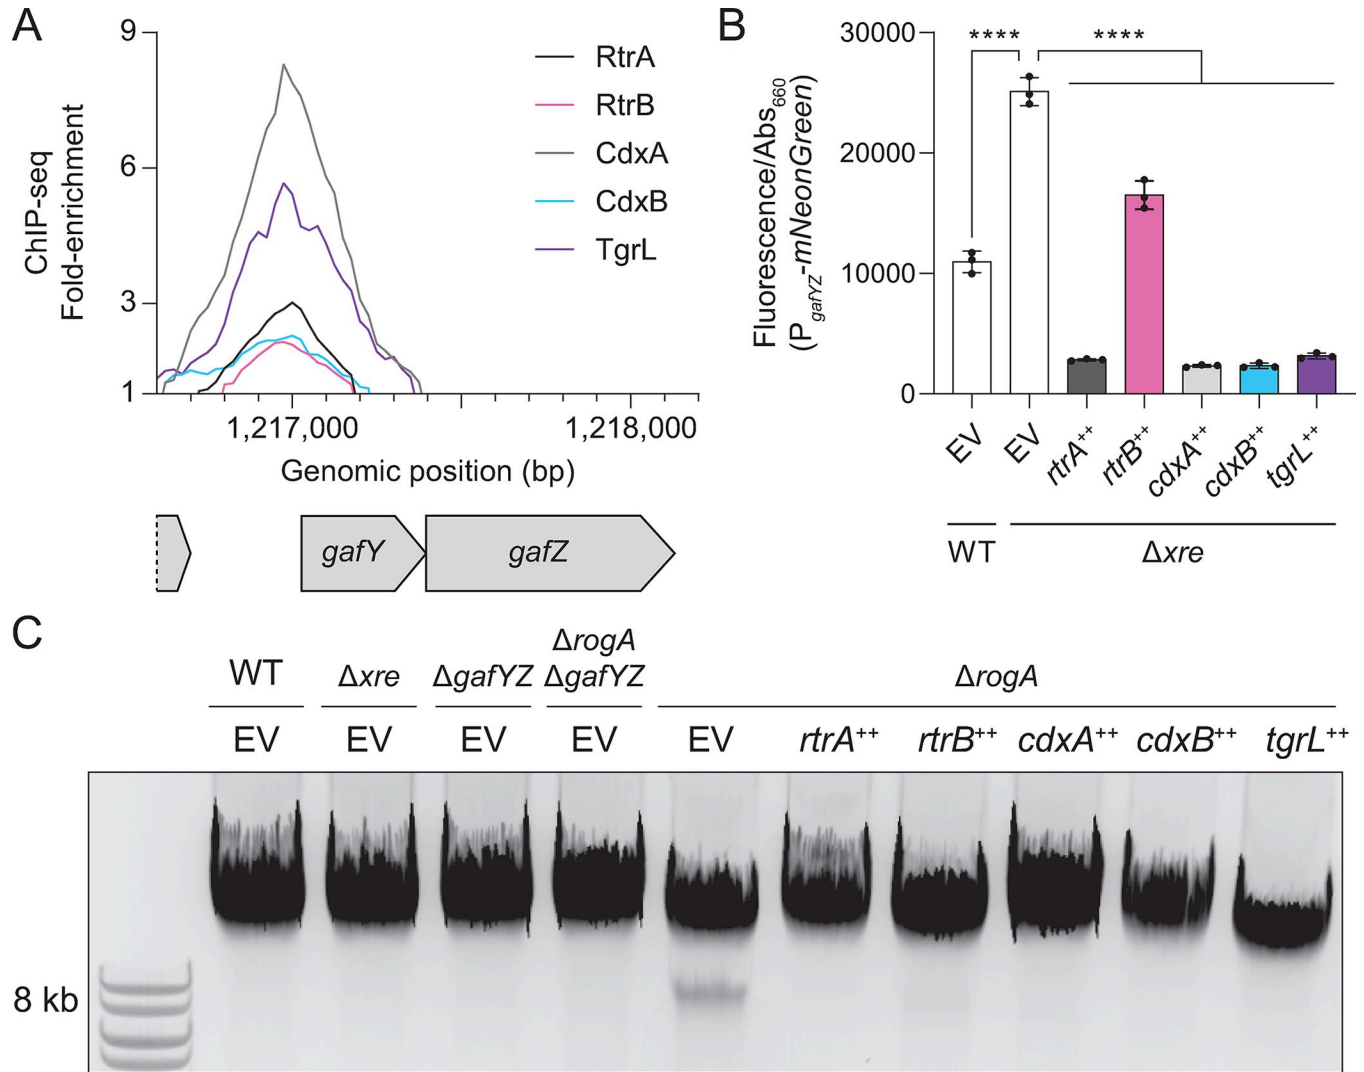 A
9
6
3
1
ChIP-seq
Fold-enrichment
RtrA
RtrB
CdxA
CdxB
TgrL
1,217,000
1,218,000
Genomic position (bp)
gafY
gafZ
B
30000
20000
10000
0
Fluorescence/Abs660
(PgafYZ-mNeonGreen)
****
****
EV
EV
rtrA++
rtrB++
cdxA++
cdxB++
tgrL++
WT
Δxre
C
WT
Δxre
ΔgafYZ
ΔrogA
ΔgafYZ
ΔrogA
EV
EV
EV
EV
EV
rtrA++
rtrB++
cdxA++
cdxB++
tgrL++
8 kb